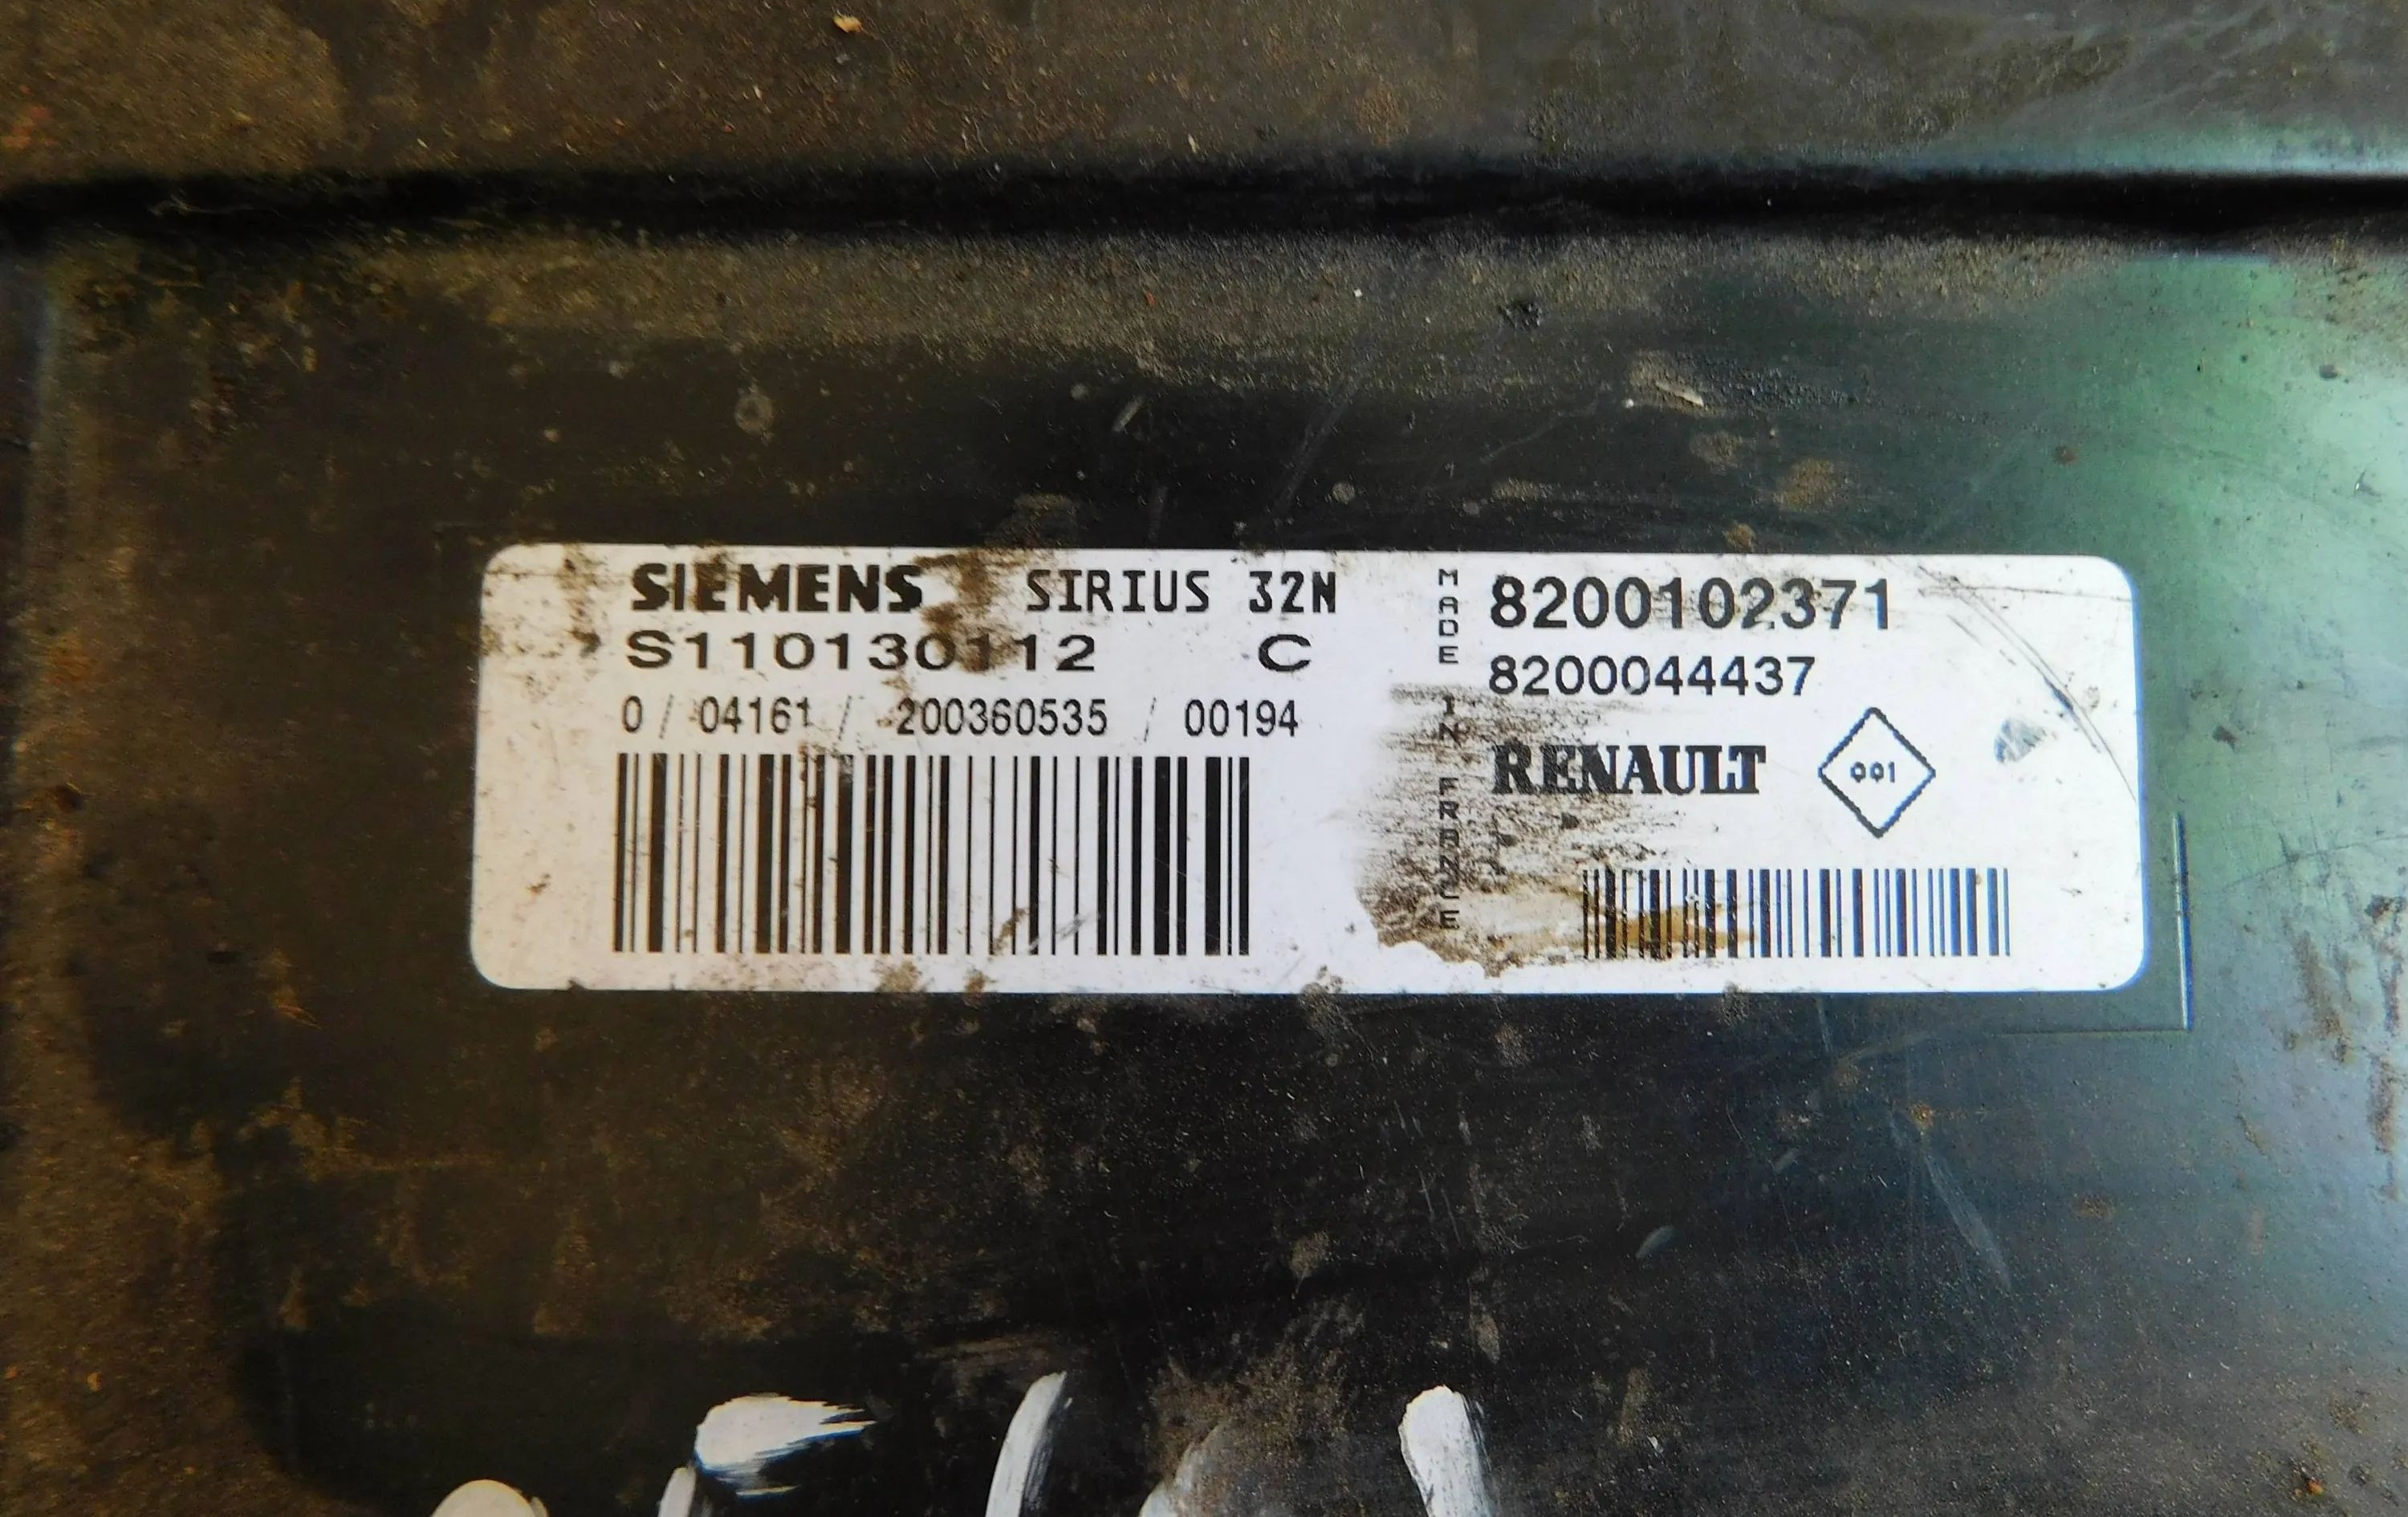 SIEMENS SIRIUS 32N
S110130112 C
0 / 04161 / 200360535 / 00194
MADE IN FRANCE
8200102371
8200044437
RENAULT 001